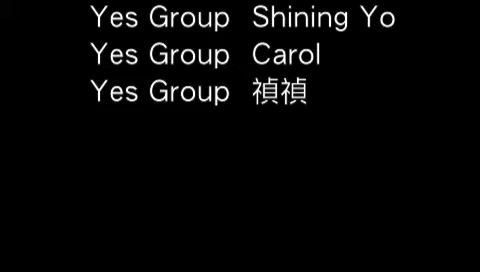 Yes Group Shining Yo
Yes Group Carol
Yes Group 禎禎